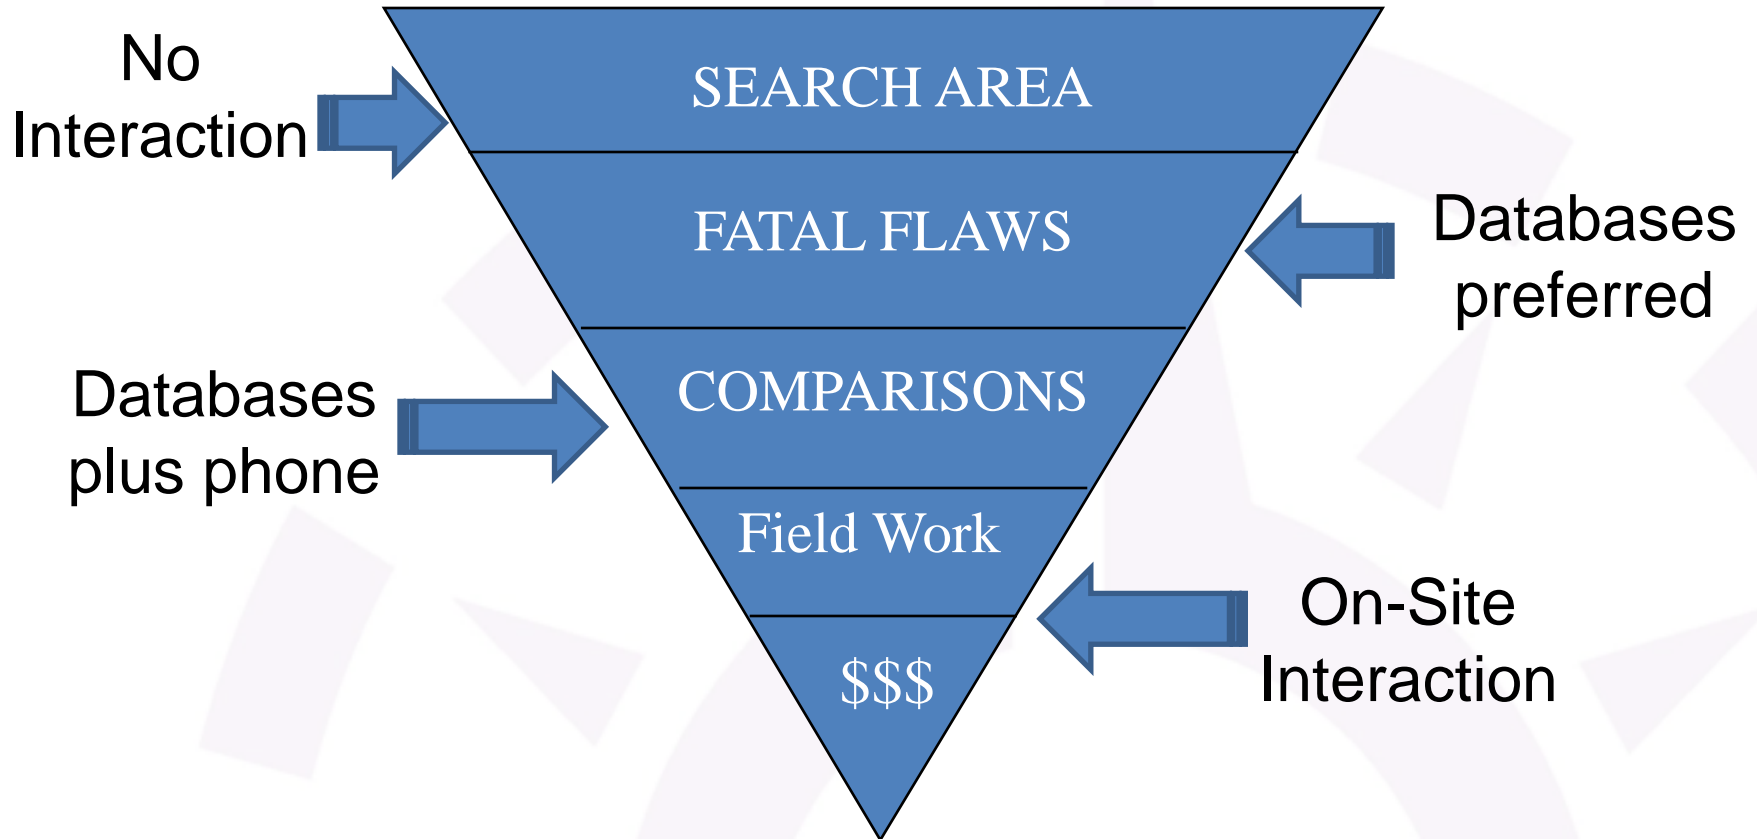 No
Interaction
SEARCH AREA
FATAL FLAWS
Databases
preferred
Databases
plus phone
COMPARISONS
Field Work
On-Site
Interaction
$$$